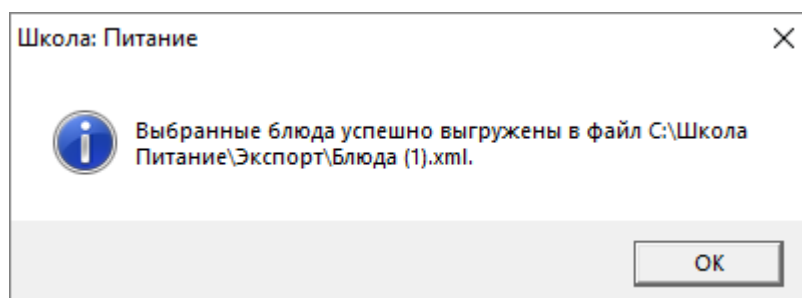 Школа: Питание
Выбранные блюда успешно выгружены в файл C:\Школа
Питание\Экспорт\Блюда (1).xml.
OK